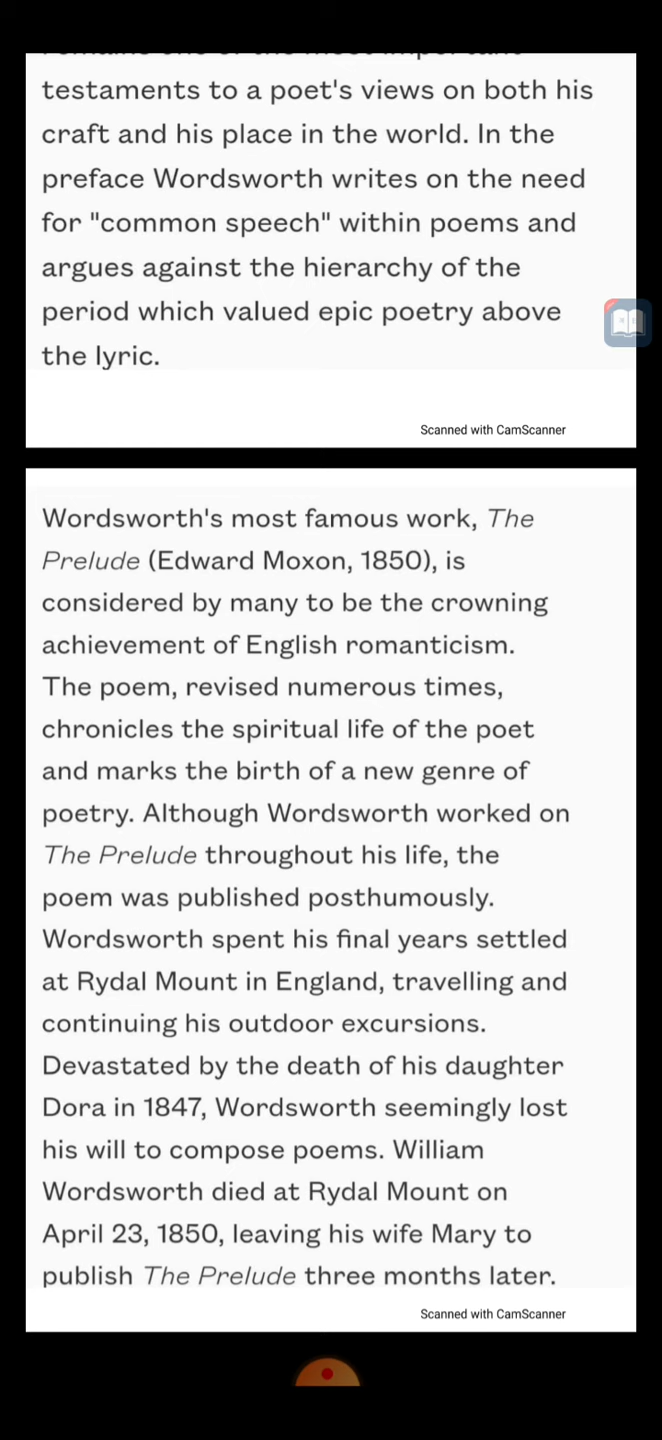 testaments to a poet's views on both his
craft and his place in the world. In the
preface Wordsworth writes on the need
for "common speech" within poems and
argues against the hierarchy of the
period which valued epic poetry above
the lyric.
Scanned with CamScanner
Wordsworth's most famous work, The
Prelude (Edward Moxon, 1850), is
considered by many to be the crowning
achievement of English romanticism.
The poem, revised numerous times,
chronicles the spiritual life of the poet
and marks the birth of a new genre of
poetry. Although Wordsworth worked on
The Prelude throughout his life, the
poem was published posthumously.
Wordsworth spent his final years settled
at Rydal Mount in England, travelling and
continuing his outdoor excursions.
Devastated by the death of his daughter
Dora in 1847, Wordsworth seemingly lost
his will to compose poems. William
Wordsworth died at Rydal Mount on
April 23, 1850, leaving his wife Mary to
publish The Prelude three months later.
Scanned with CamScanner